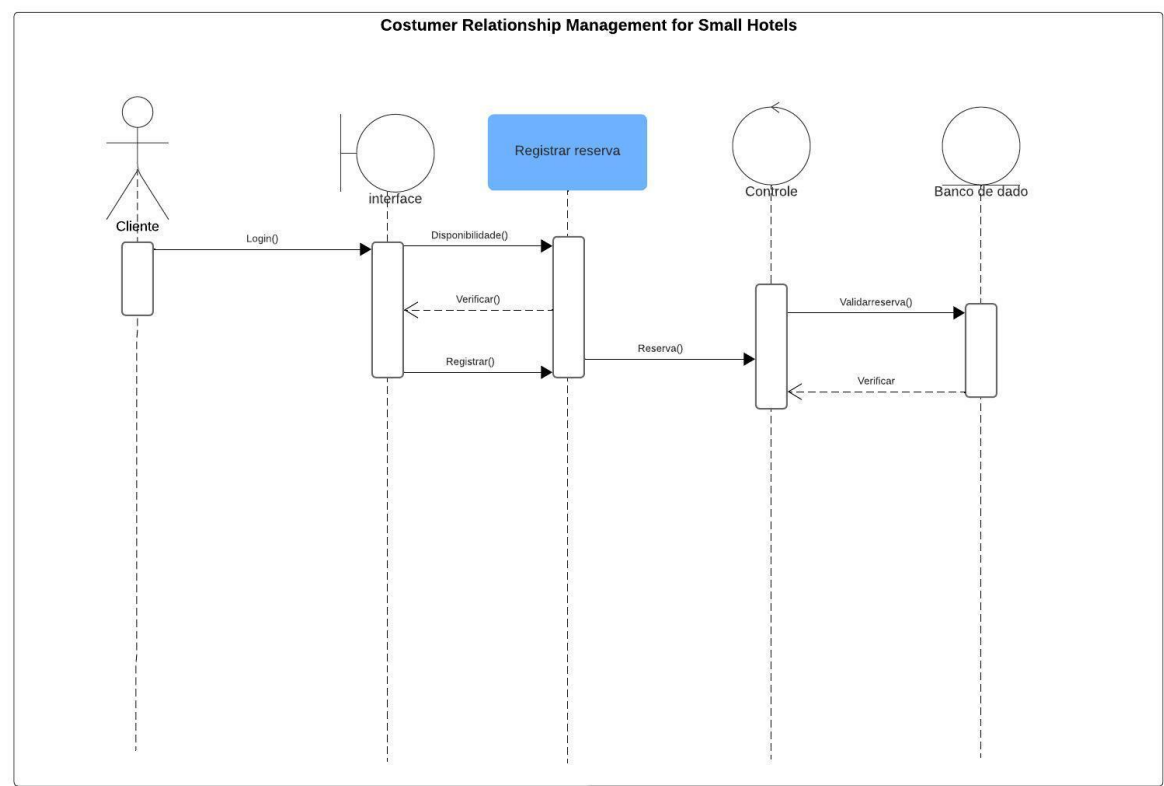 Costumer Relationship Management for Small Hotels
Registrar reserva
interface
Controle
Banco de dado
Cliente
Login()
Disponibilidade()
Verificar()
Validarreserva()
Registrar()
Reserva()
Verificar